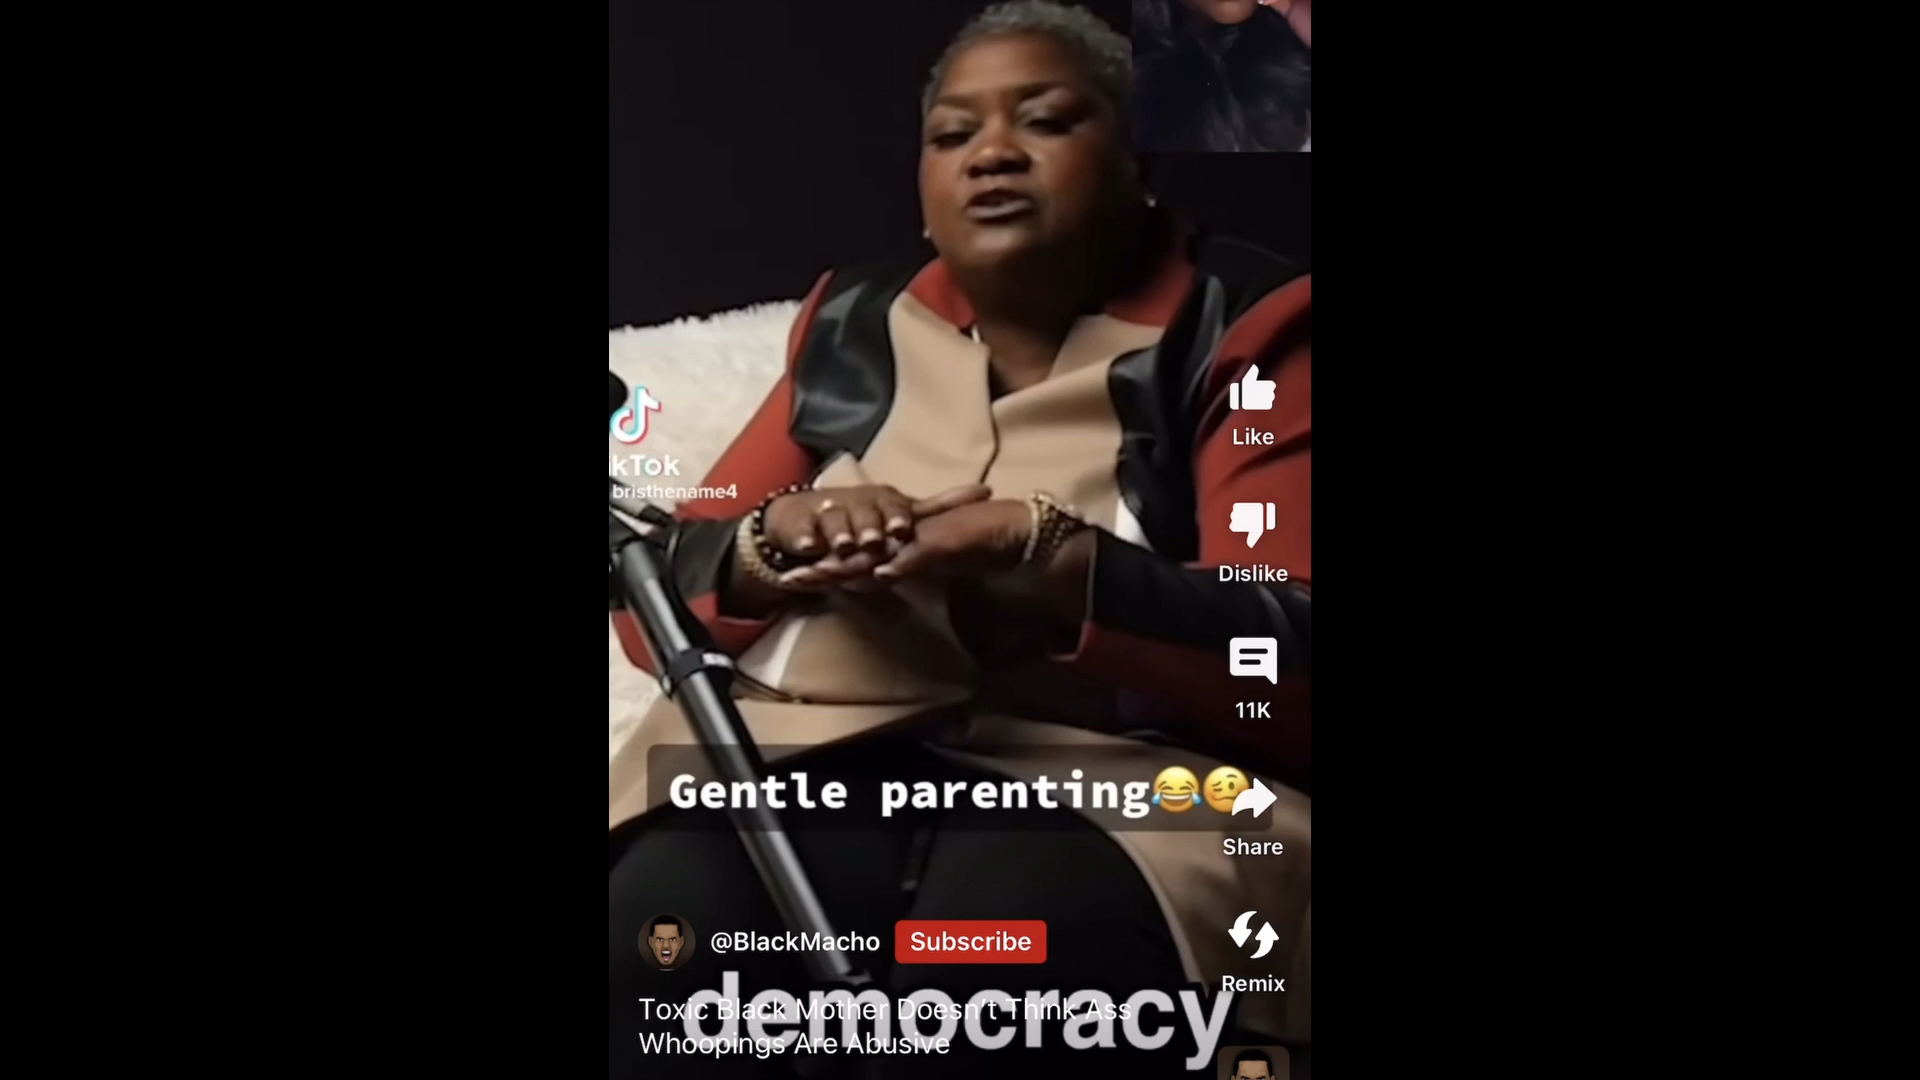 Like
kTok
bristhename4
Dislike
11K
Gentle parenting😂🥴
Share
@BlackMacho
Subscribe
Remix
democracy
Toxic Black Mother Doesn't Think Ass
Whoopings Are Abusive